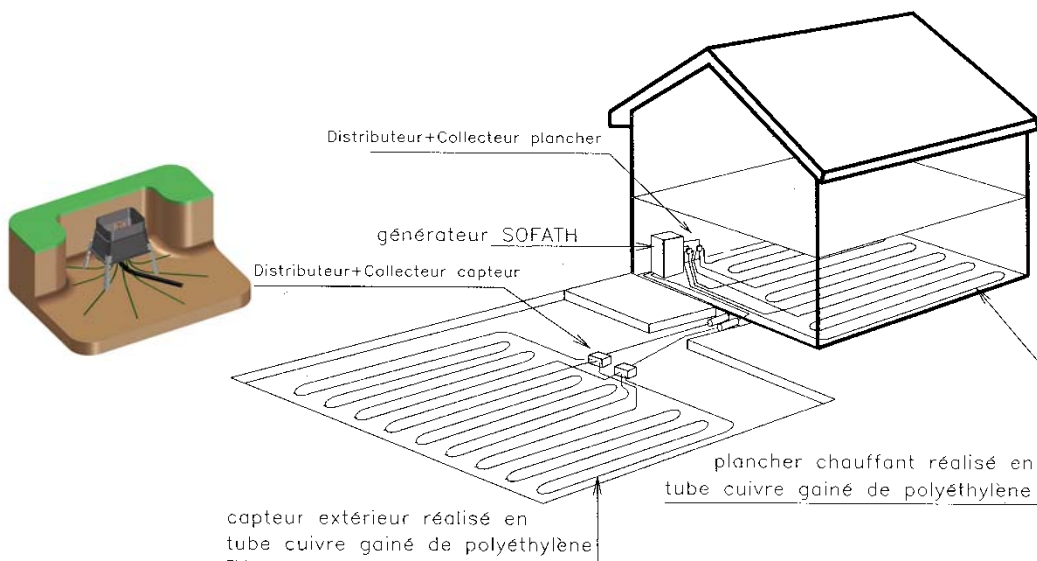 Distributeur+Collecteur plancher
générateur SOFATH
Distributeur+Collecteur capteur
plancher chauffant réalisé en
tube cuivre gainé de polyéthylène
capteur extérieur réalisé en
tube cuivre gainé de polyéthylène